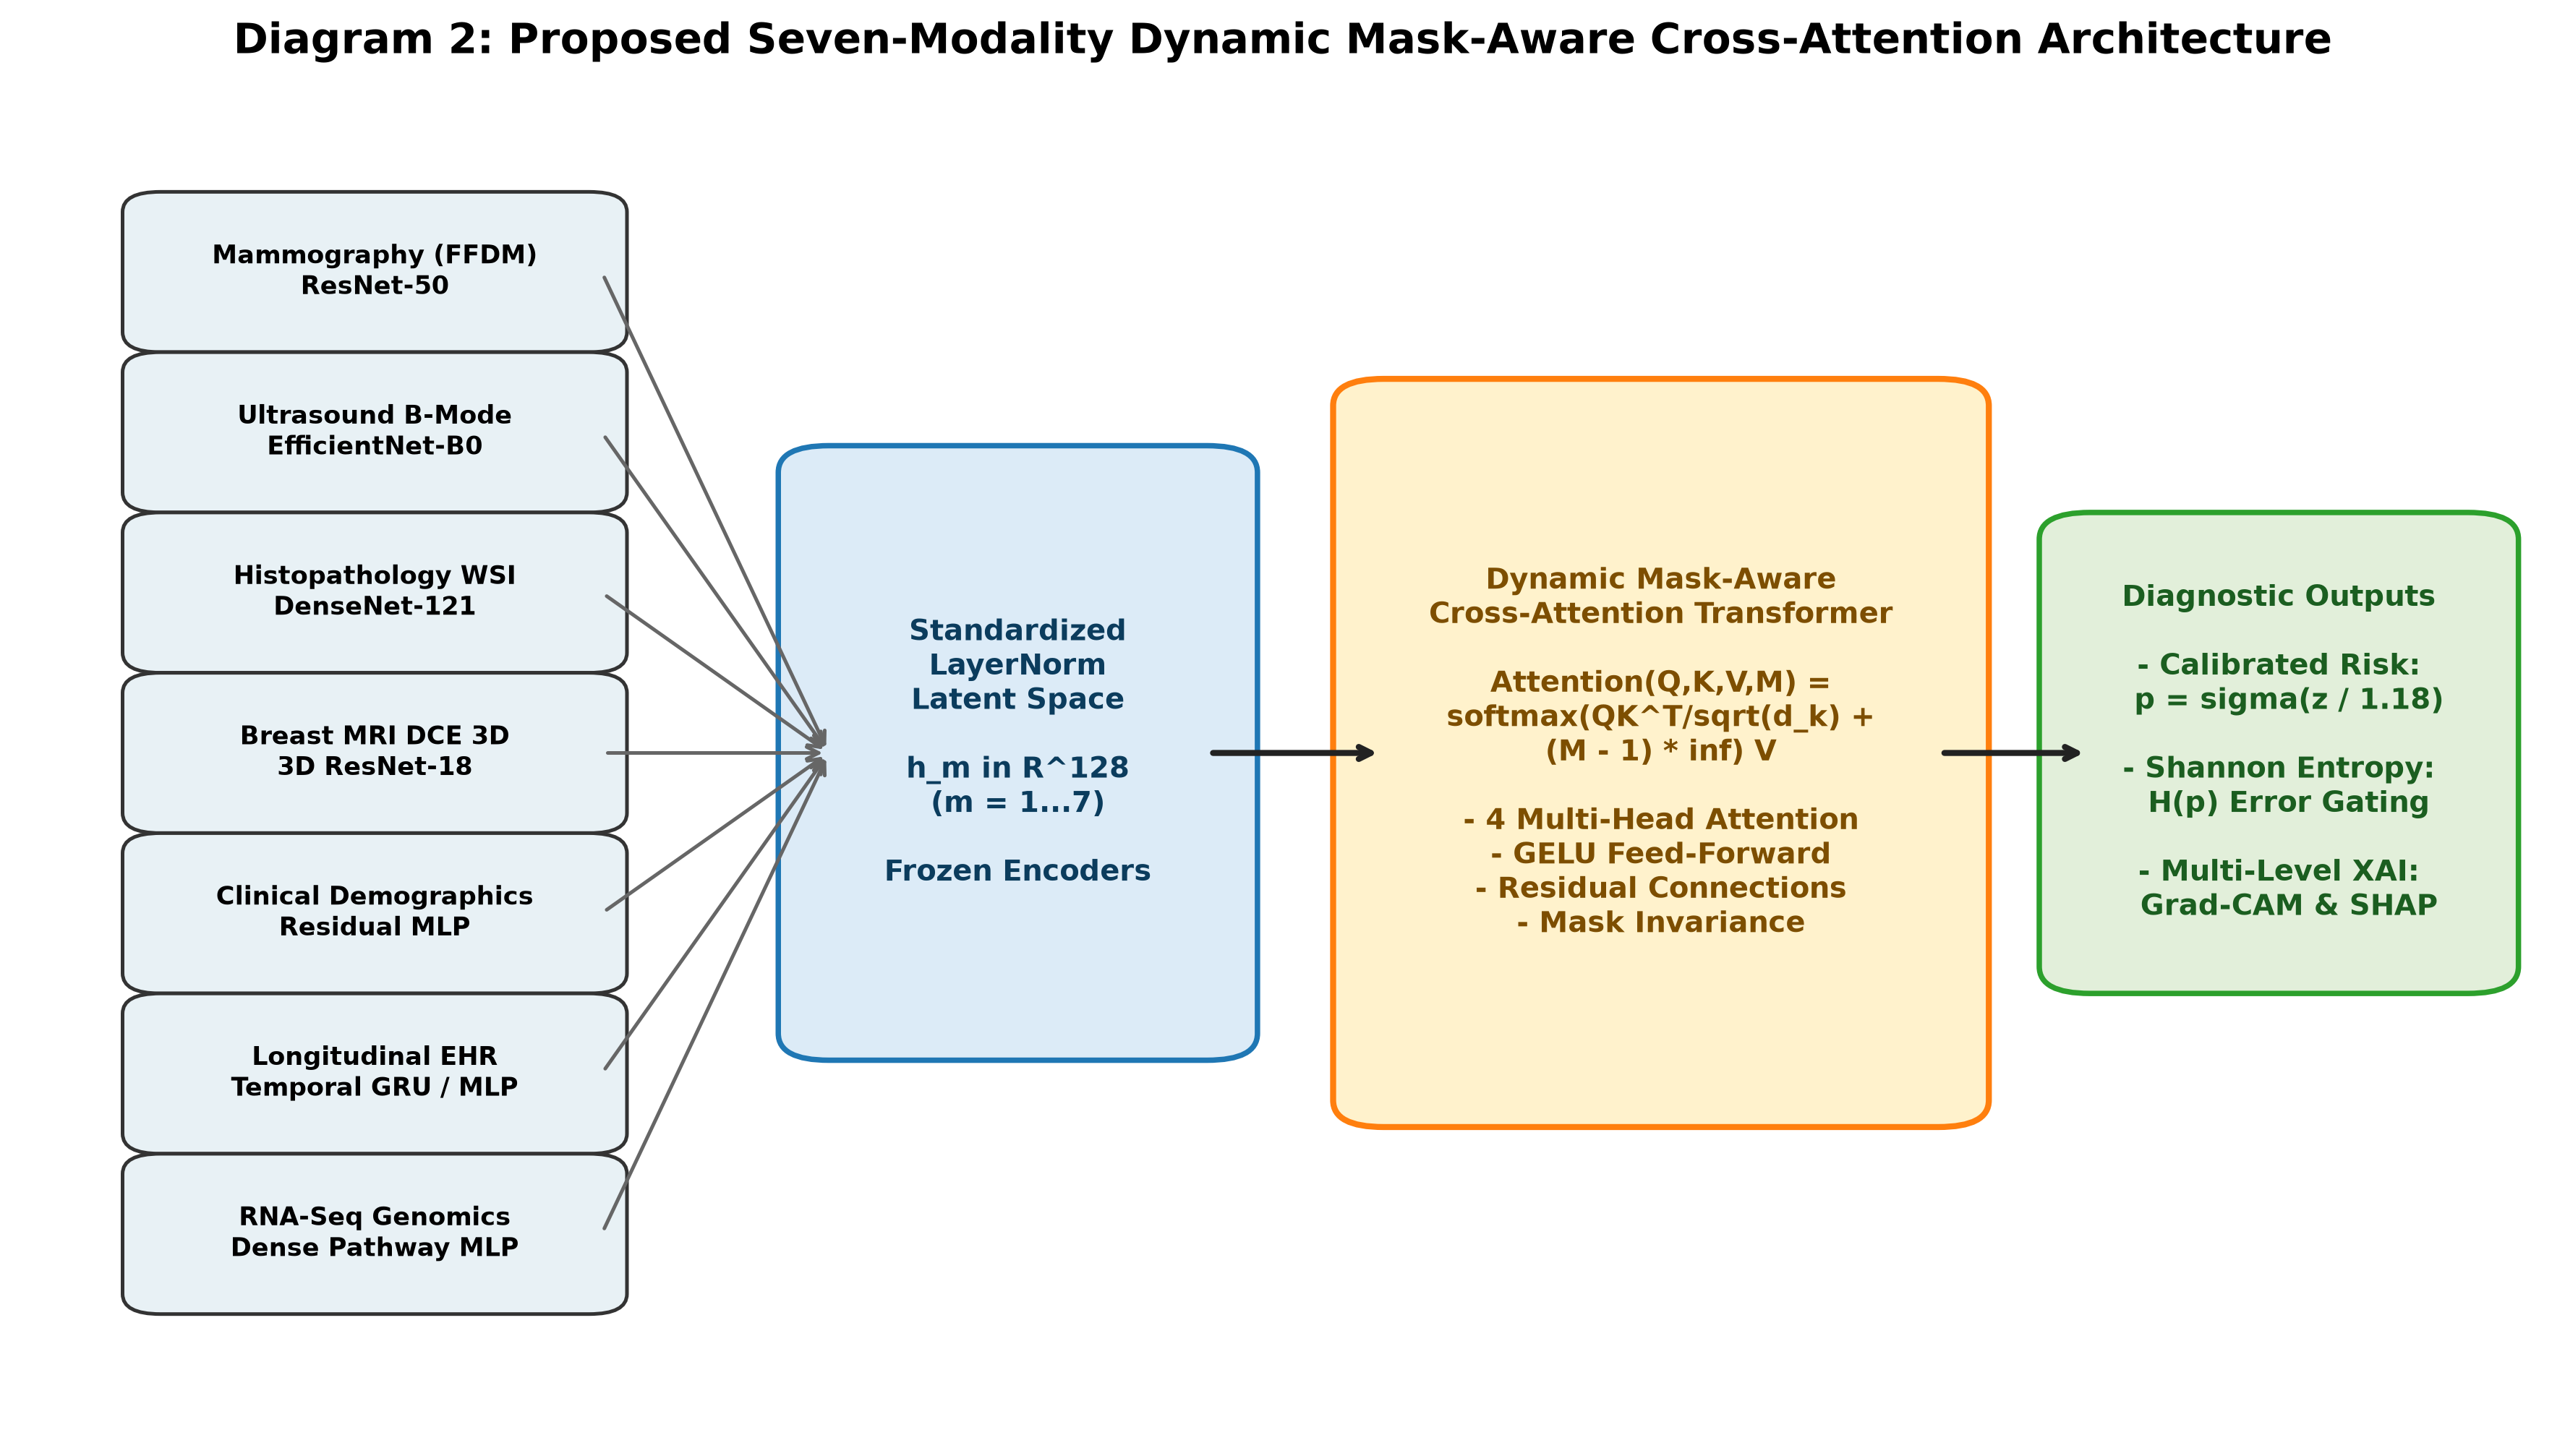 Diagram 2: Proposed Seven-Modality Dynamic Mask-Aware Cross-Attention Architecture
Mammography (FFDM)
ResNet-50
Ultrasound B-Mode
EfficientNet-B0
Histopathology WSI
DenseNet-121
Breast MRI DCE 3D
3D ResNet-18
Clinical Demographics
Residual MLP
Longitudinal EHR
Temporal GRU / MLP
RNA-Seq Genomics
Dense Pathway MLP
Standardized
LayerNorm
Latent Space
h_m in R^128
(m = 1...7)
Frozen Encoders
Dynamic Mask-Aware
Cross-Attention Transformer
Attention(Q,K,V,M) =
softmax(QK^T/sqrt(d_k) +
(M - 1) * inf) V
- 4 Multi-Head Attention
- GELU Feed-Forward
- Residual Connections
- Mask Invariance
Diagnostic Outputs
- Calibrated Risk:
p = sigma(z / 1.18)
- Shannon Entropy:
H(p) Error Gating
- Multi-Level XAI:
Grad-CAM & SHAP